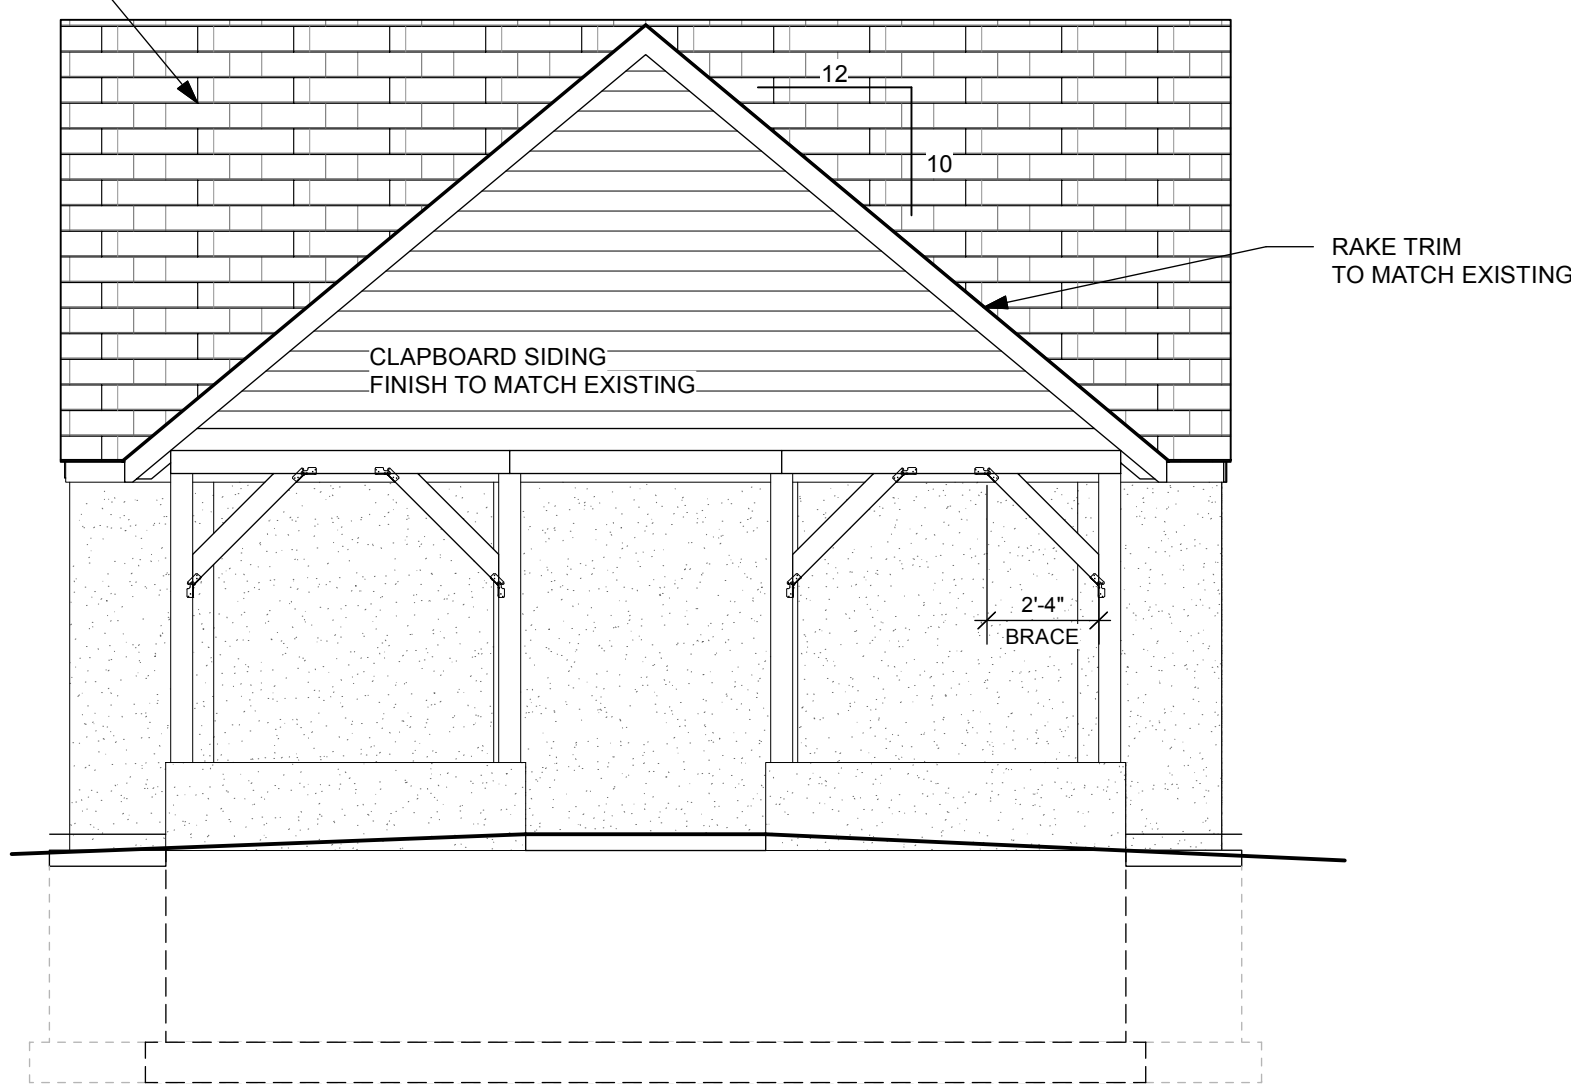 12
10
RAKE TRIM
TO MATCH EXISTING
CLAPBOARD SIDING
FINISH TO MATCH EXISTING
2'-4"
BRACE